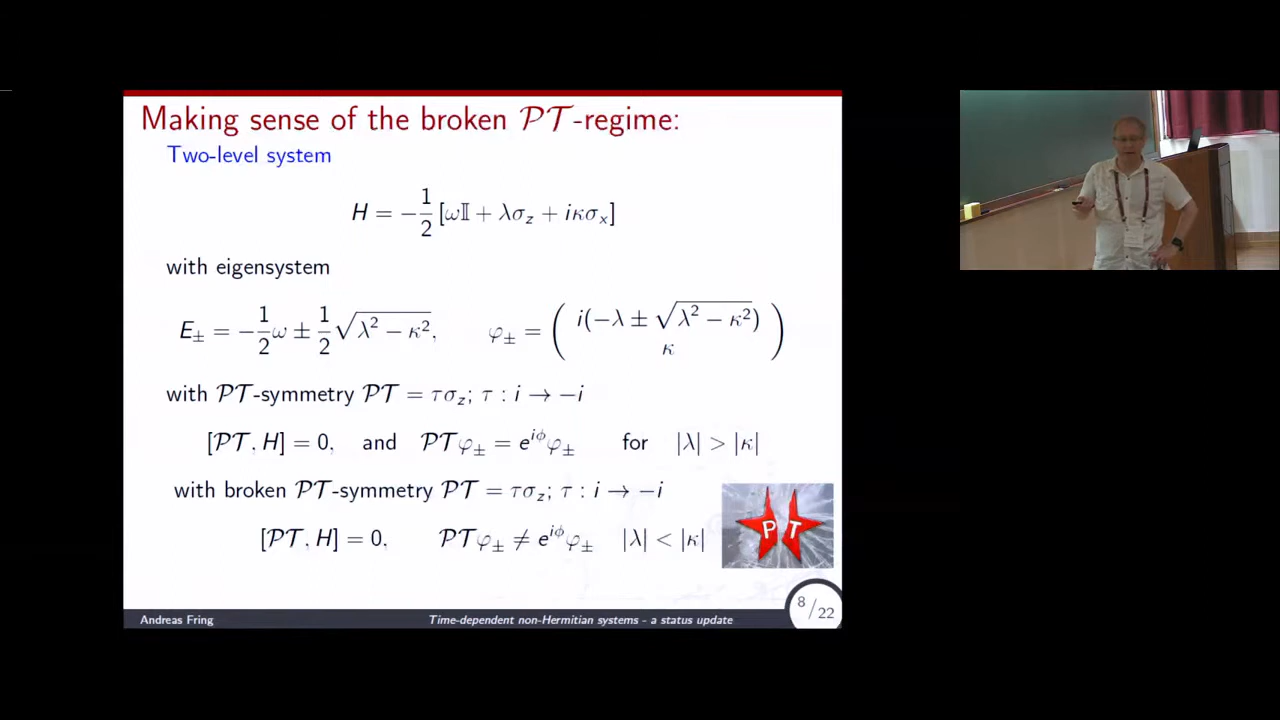 Making sense of the broken 𝒫𝒯-regime:
Two-level system
H = −1/2 [ω𝕀 + λσ_z + iκσ_x]
with eigensystem
E_± = −1/2 ω ± 1/2 √(λ² − κ²), φ_± = ( i(−λ ± √(λ² − κ²)) κ )
with 𝒫𝒯-symmetry 𝒫𝒯 = τσ_z; τ : i → −i
[𝒫𝒯, H] = 0, and 𝒫𝒯φ_± = e^{iϕ}φ_± for |λ| > |κ|
with broken 𝒫𝒯-symmetry 𝒫𝒯 = τσ_z; τ : i → −i
[𝒫𝒯, H] = 0, 𝒫𝒯φ_± ≠ e^{iϕ}φ_± |λ| < |κ|
P T
Andreas Fring Time-dependent non-Hermitian systems - a status update 8/22